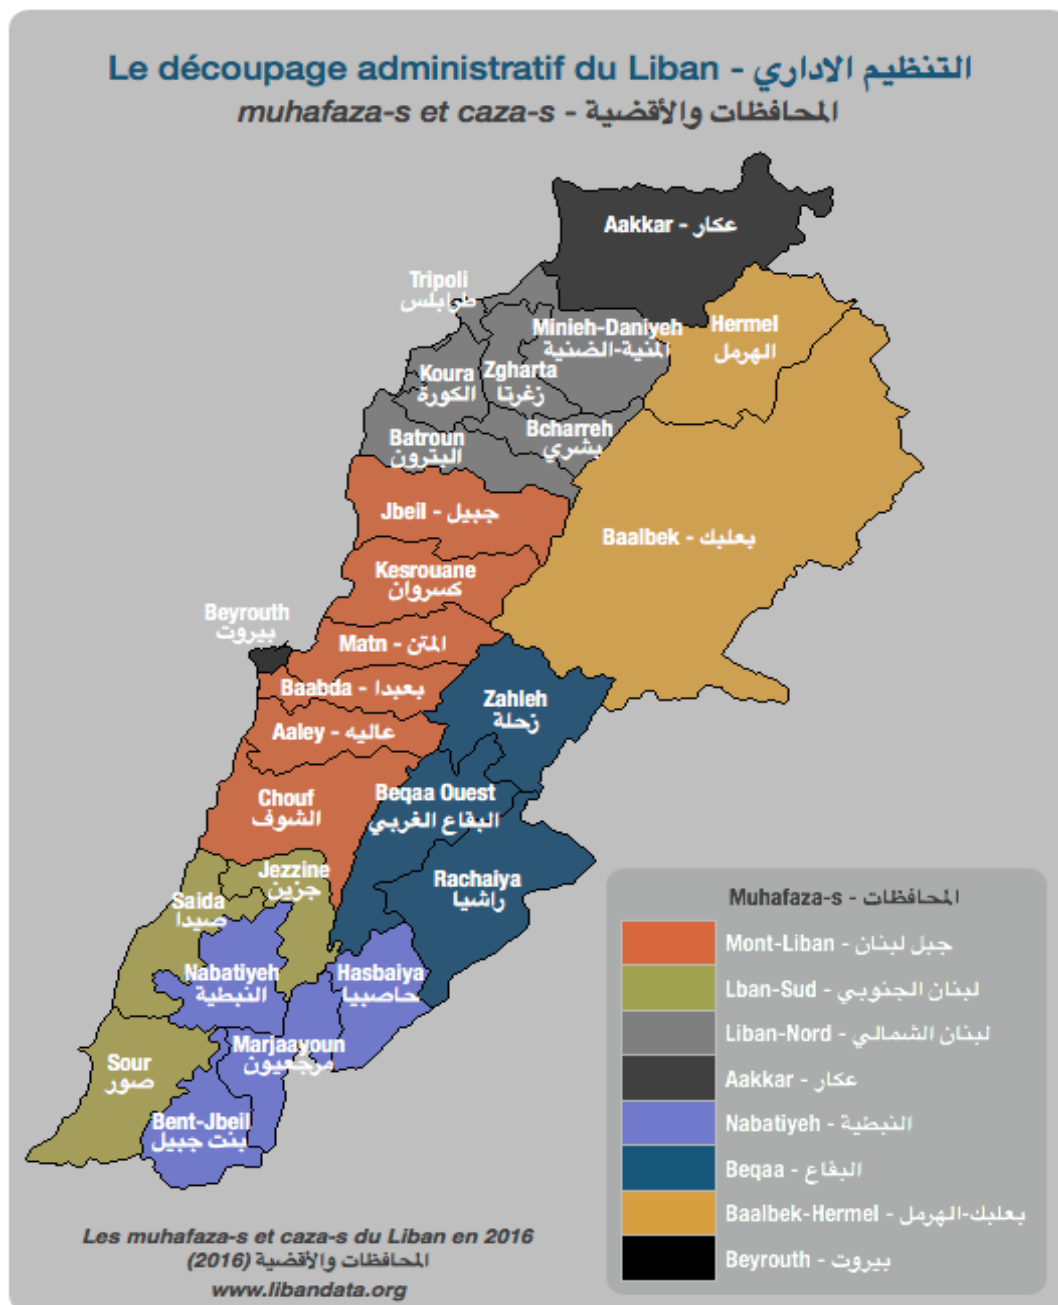 Le découpage administratif du Liban - التنظيم الاداري
muhafaza-s et caza-s - المحافظات والأقضية
Aakkar - عكار
Tripoli
طرابلس
Minieh-Daniyeh
المنية-الضنية
Hermel
الهرمل
Koura
الكورة
Zgharta
زغرتا
Bcharreh
بشري
Batroun
البترون
Jbeil - جبيل
Baalbek - بعلبك
Kesrouane
كسروان
Beyrouth
بيروت
Matn - المتن
Baabda - بعبدا
Zahleh
زحلة
Aaley - عاليه
Chouf
الشوف
Beqaa Ouest
البقاع الغربي
Jezzine
جزين
Rachaiya
راشيا
Saida
صيدا
Nabatiyeh
النبطية
Hasbaiya
حاصبيا
Marjaayoun
مرجعيون
Sour
صور
Bent-Jbeil
بنت جبيل
Muhafaza-s - المحافظات
Mont-Liban - جبل لبنان
Lban-Sud - لبنان الجنوبي
Liban-Nord - لبنان الشمالي
Aakkar - عكار
Nabatiyeh - النبطية
Beqaa - البقاع
Baalbek-Hermel - بعلبك-الهرمل
Beyrouth - بيروت
Les muhafaza-s et caza-s du Liban en 2016
المحافظات والأقضية (2016)
www.libandata.org